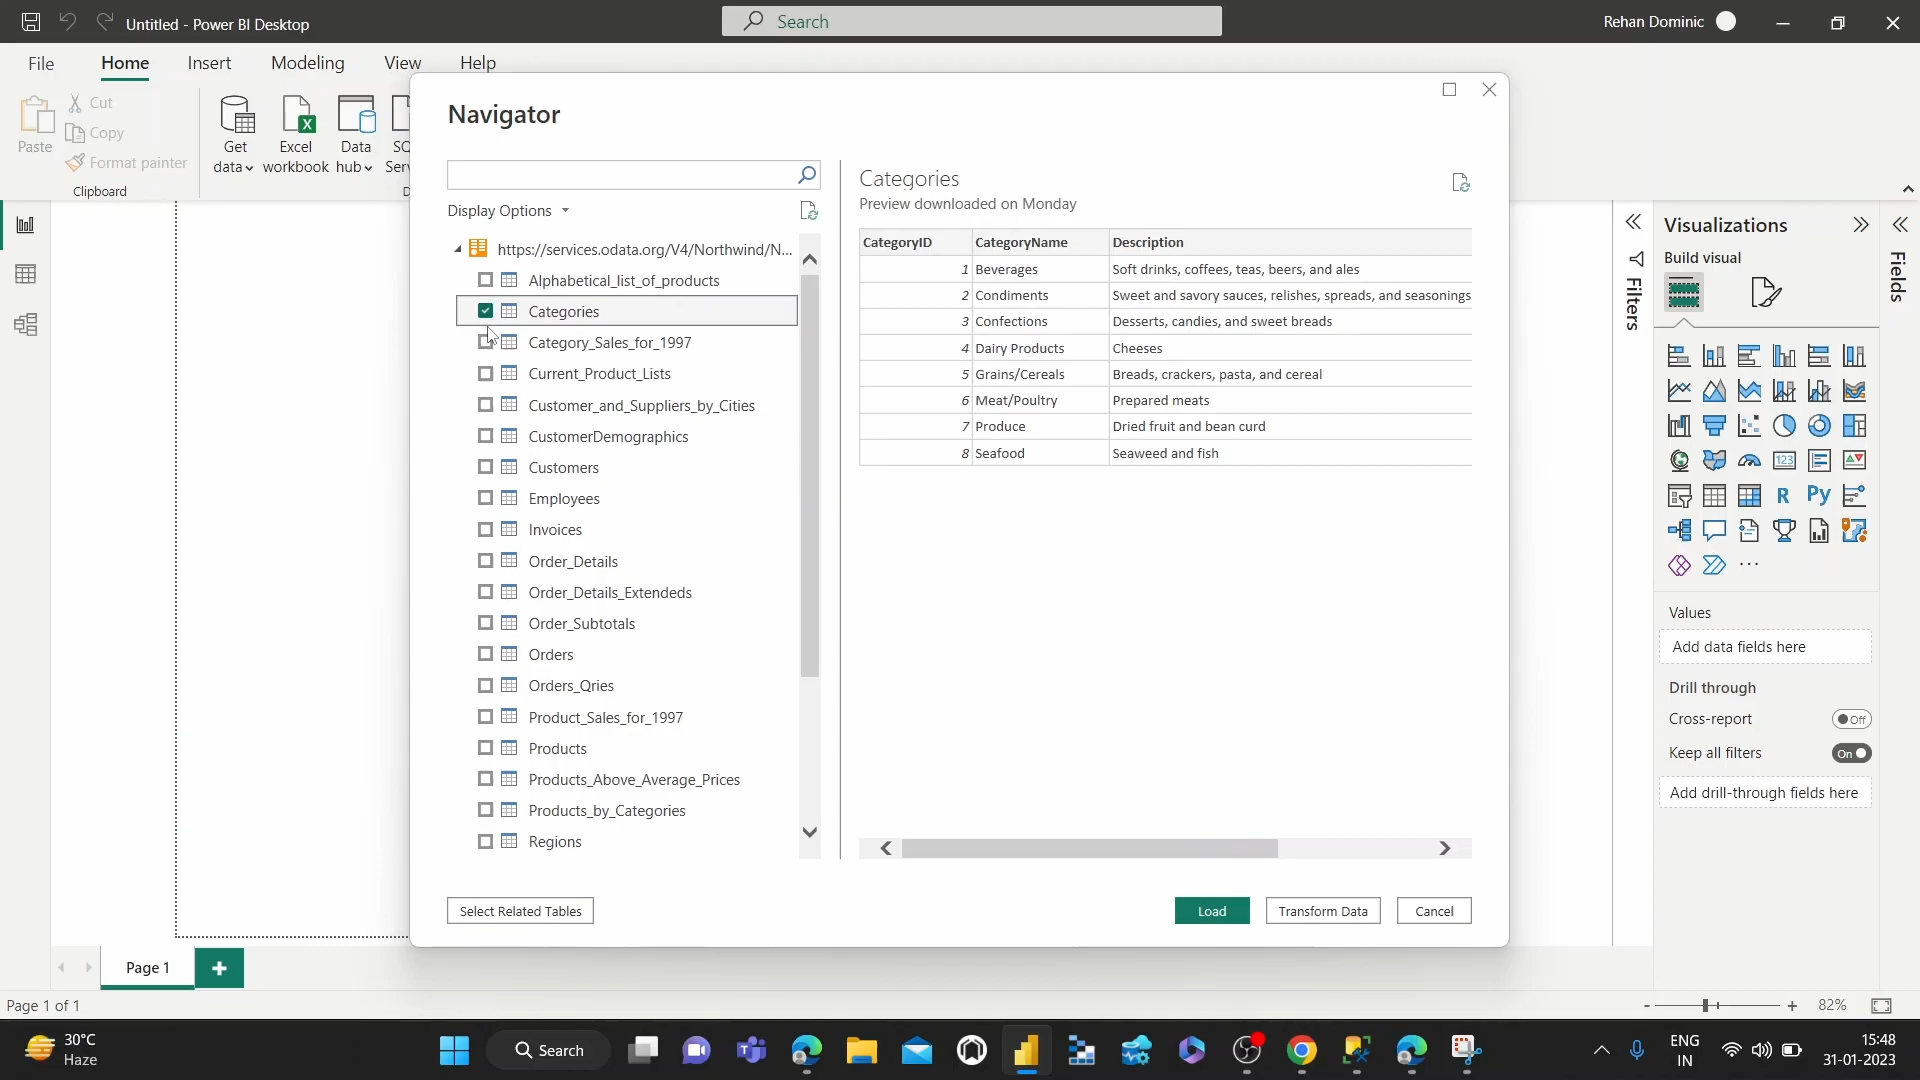 Untitled - Power BI Desktop
Search
Rehan Dominic
File
Home
Insert
Modeling
View
Help
Paste
Cut
Copy
Format painter
Clipboard
Get data
Excel workbook
Data hub
Navigator
Display Options
https://services.odata.org/V4/Northwind/N...
Alphabetical_list_of_products
Categories
Category_Sales_for_1997
Current_Product_Lists
Customer_and_Suppliers_by_Cities
CustomerDemographics
Customers
Employees
Invoices
Order_Details
Order_Details_Extendeds
Order_Subtotals
Orders
Orders_Qries
Product_Sales_for_1997
Products
Products_Above_Average_Prices
Products_by_Categories
Regions
Select Related Tables
Categories
Preview downloaded on Monday
CategoryID CategoryName Description
1 Beverages Soft drinks, coffees, teas, beers, and ales
2 Condiments Sweet and savory sauces, relishes, spreads, and seasonings
3 Confections Desserts, candies, and sweet breads
4 Dairy Products Cheeses
5 Grains/Cereals Breads, crackers, pasta, and cereal
6 Meat/Poultry Prepared meats
7 Produce Dried fruit and bean curd
8 Seafood Seaweed and fish
Load
Transform Data
Cancel
Filters
Visualizations
Build visual
123
R
Py
...
Values
Add data fields here
Drill through
Cross-report
Off
Keep all filters
On
Add drill-through fields here
Fields
Page 1
Page 1 of 1
- + 82%
30°C
Haze
Search
ENG
IN
15:48
31-01-2023